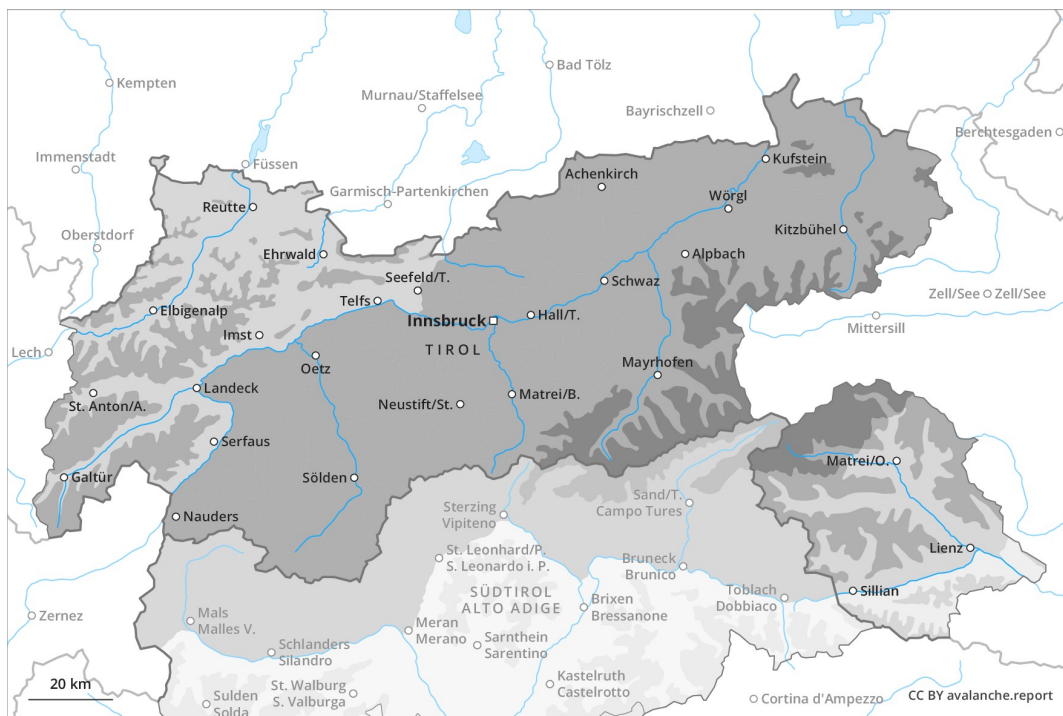 Kempten
Bad Tölz
Murnau/Staffelsee
Bayrischzell
Berchtesgaden
Immenstadt
Füssen
Kufstein
Garmisch-Partenkirchen
Achenkirch
Reutte
Wörgl
Oberstdorf
Kitzbühel
Ehrwald
Alpbach
Seefeld/T.
Schwaz
Zell/See
Zell/See
Telfs
Elbigenalp
Innsbruck
Hall/T.
Mittersill
Imst
TIROL
Lech
Oetz
Mayrhofen
Landeck
St. Anton/A.
Neustift/St.
Matrei/B.
Serfaus
Matrei/O.
Galtür
Sölden
Sand/T.
Campo Tures
Sterzing
Vipiteno
Nauders
Lienz
St. Leonhard/P.
S. Leonardo i. P.
Bruneck
Brunico
SÜDTIROL
ALTO ADIGE
Toblach
Dobbiaco
Sillian
Brixen
Bressanone
Zernez
Mals
Malles V.
Meran
Merano
Sarnthein
Sarentino
Schlanders
Silandro
Kastelruth
Castelrotto
20 km
St. Walburg
S. Valburga
Sulden
Solda
Cortina d'Ampezzo
CC BY avalanche.report